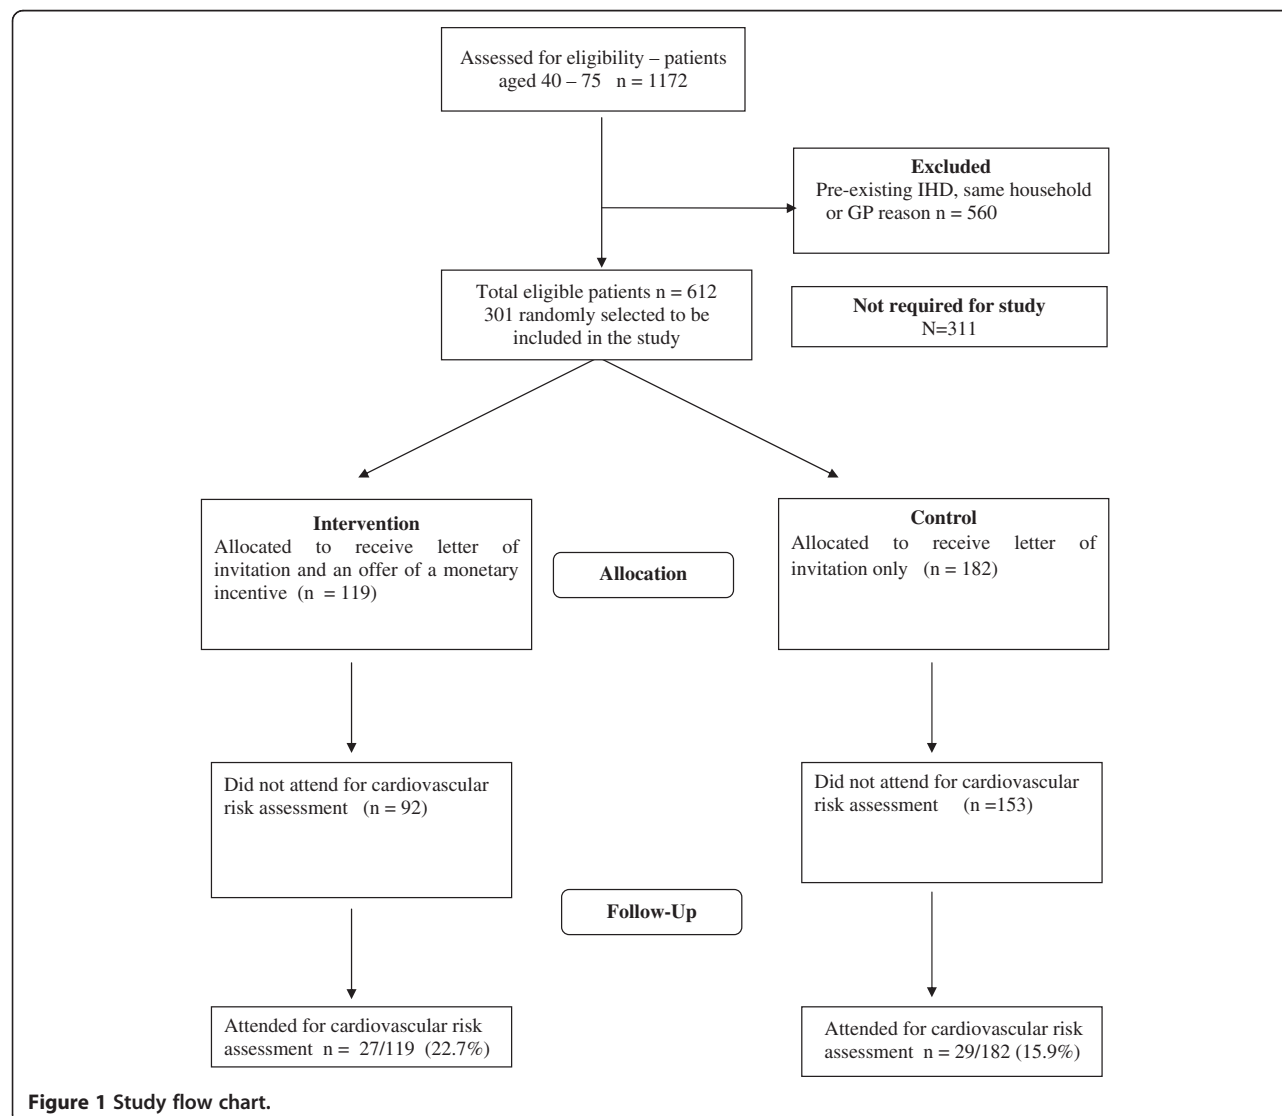 Assessed for eligibility – patients
aged 40 – 75 n = 1172
Excluded
Pre-existing IHD, same household
or GP reason n = 560
Total eligible patients n = 612
301 randomly selected to be
included in the study
Not required for study
N=311
Intervention
Allocated to receive letter of
invitation and an offer of a monetary
incentive (n = 119)
Allocation
Control
Allocated to receive letter of
invitation only (n = 182)
Did not attend for cardiovascular
risk assessment (n = 92)
Did not attend for cardiovascular
risk assessment (n =153)
Follow-Up
Attended for cardiovascular risk
assessment n = 27/119 (22.7%)
Attended for cardiovascular risk
assessment n = 29/182 (15.9%)
Figure 1 Study flow chart.